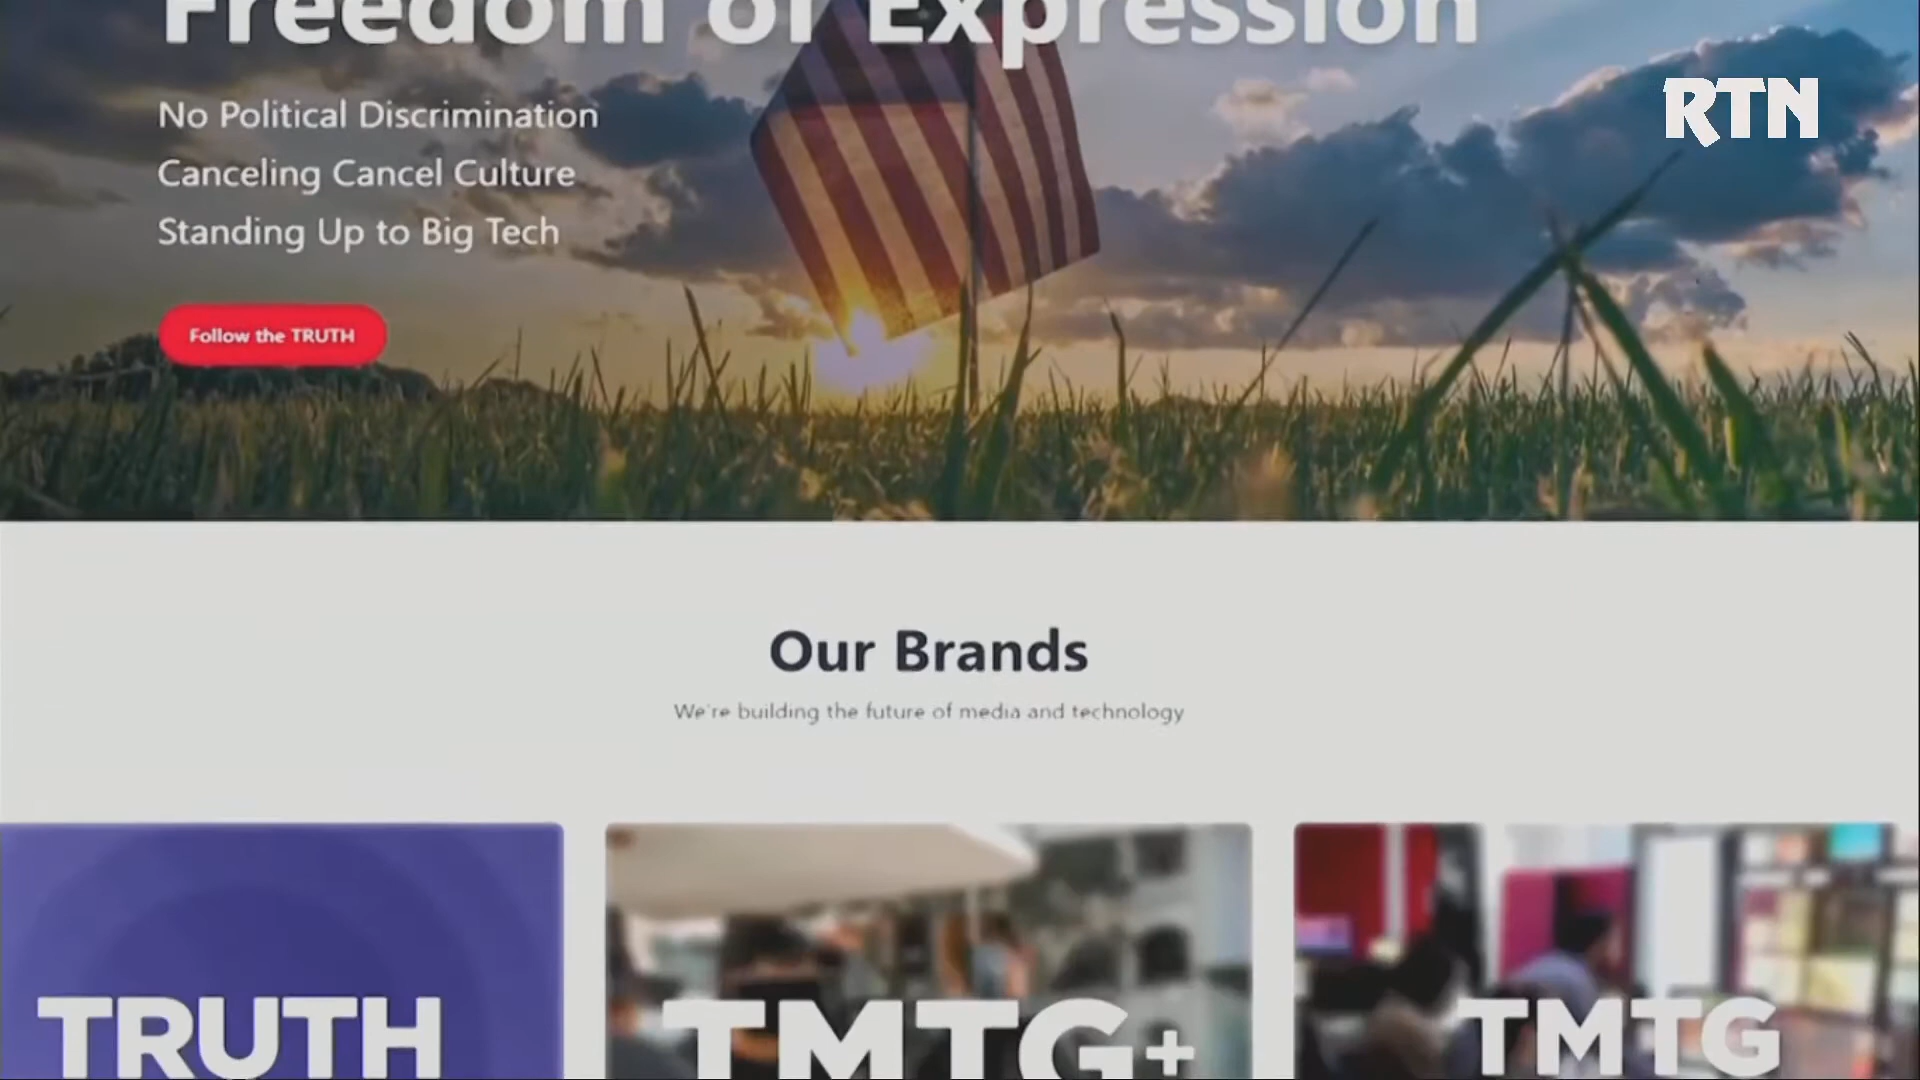 Freedom of Expression
RTN
No Political Discrimination
Canceling Cancel Culture
Standing Up to Big Tech
Follow the TRUTH
Our Brands
We're building the future of media and technology
TRUTH
TMTG+
TMTG